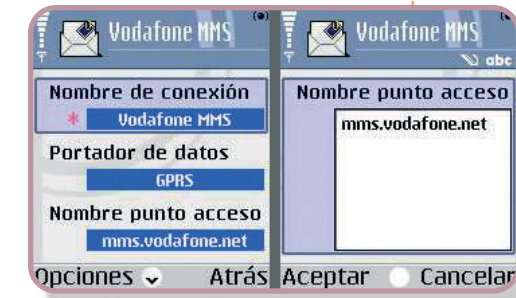 Vodafone MMS
Nombre de conexión
* Vodafone MMS
Portador de datos
GPRS
Nombre punto acceso
mms.vodafone.net
Opciones Atrás
Vodafone MMS
abc
Nombre punto acceso
mms.vodafone.net
Aceptar Cancelar